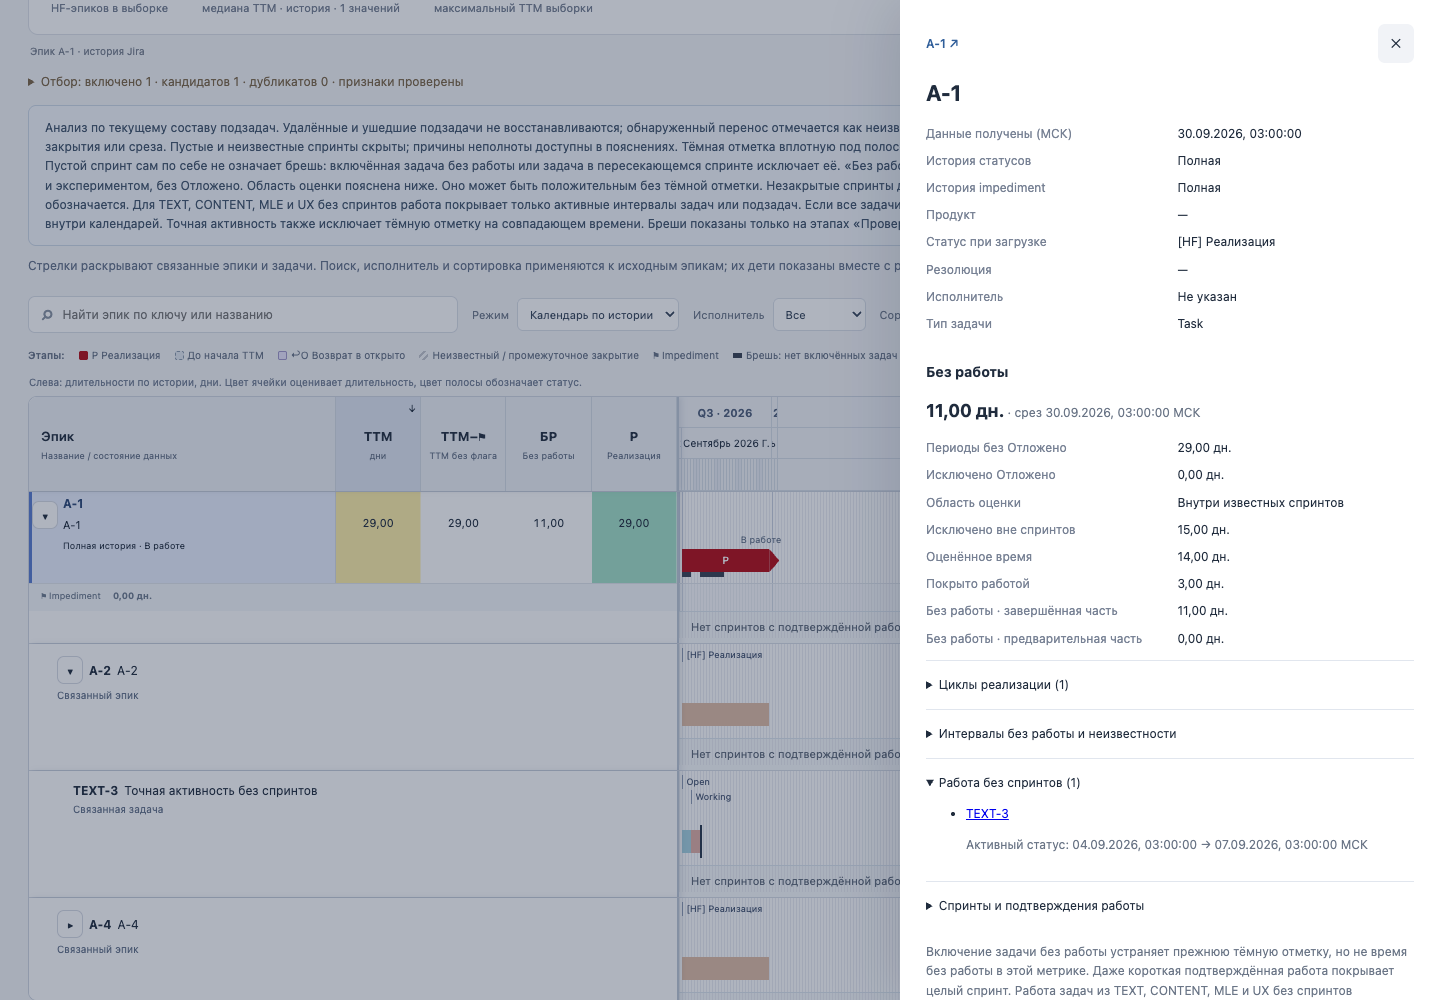 HF-эпиков в выборке
медиана TTM · история · 1 значений
максимальный TTM выборки
Эпик A-1 · история Jira
Отбор: включено 1 · кандидатов 1 · дубликатов 0 · признаки проверены
Анализ по текущему составу подзадач. Удалённые и ушедшие подзадачи не восстанавливаются; обнаруженный перенос отмечается как неизв
закрытия или среза. Пустые и неизвестные спринты скрыты; причины неполноты доступны в пояснениях. Тёмная отметка вплотную под полос
Пустой спринт сам по себе не означает брешь: включённая задача без работы или задача в пересекающемся спринте исключает её. «Без рабо
и экспериментом, без Отложено. Область оценки пояснена ниже. Оно может быть положительным без тёмной отметки. Незакрытые спринты д
обозначается. Для TEXT, CONTENT, MLE и UX без спринтов работа покрывает только активные интервалы задач или подзадач. Если все задачи
внутри календарей. Точная активность также исключает тёмную отметку на совпадающем времени. Бреши показаны только на этапах «Провер
Стрелки раскрывают связанные эпики и задачи. Поиск, исполнитель и сортировка применяются к исходным эпикам; их дети показаны вместе с р
Найти эпик по ключу или названию
Режим
Календарь по истории
Исполнитель
Все
Сор
Этапы:
Р Реализация
До начала TTM
↩О Возврат в открыто
Неизвестный / промежуточное закрытие
⚑ Impediment
Брешь: нет включённых задач
Слева: длительности по истории, дни. Цвет ячейки оценивает длительность, цвет полосы обозначает статус.
↓
Эпик
Название / состояние данных
TTM
дни
TTM−⚑
TTM без флага
БР
Без работы
Р
Реализация
Q3 · 2026
Сентябрь 2026 г.
A-1
A-1
Полная история · В работе
29,00
29,00
11,00
29,00
В работе
Р
⚑ Impediment 0,00 дн.
Нет спринтов с подтверждённой рабо
A-2 A-2
Связанный эпик
[HF] Реализация
Нет спринтов с подтверждённой рабо
TEXT-3 Точная активность без спринтов
Связанная задача
Open
Working
Нет спринтов с подтверждённой рабо
A-4 A-4
Связанный эпик
[HF] Реализация
A-1 ↗
×
A-1
Данные получены (МСК) 30.09.2026, 03:00:00
История статусов Полная
История impediment Полная
Продукт —
Статус при загрузке [HF] Реализация
Резолюция —
Исполнитель Не указан
Тип задачи Task
Без работы
11,00 дн. · срез 30.09.2026, 03:00:00 МСК
Периоды без Отложено 29,00 дн.
Исключено Отложено 0,00 дн.
Область оценки Внутри известных спринтов
Исключено вне спринтов 15,00 дн.
Оценённое время 14,00 дн.
Покрыто работой 3,00 дн.
Без работы · завершённая часть 11,00 дн.
Без работы · предварительная часть 0,00 дн.
Циклы реализации (1)
Интервалы без работы и неизвестности
Работа без спринтов (1)
TEXT-3
Активный статус: 04.09.2026, 03:00:00 → 07.09.2026, 03:00:00 МСК
Спринты и подтверждения работы
Включение задачи без работы устраняет прежнюю тёмную отметку, но не время
без работы в этой метрике. Даже короткая подтверждённая работа покрывает
целый спринт. Работа задач из TEXT, CONTENT, MLE и UX без спринтов